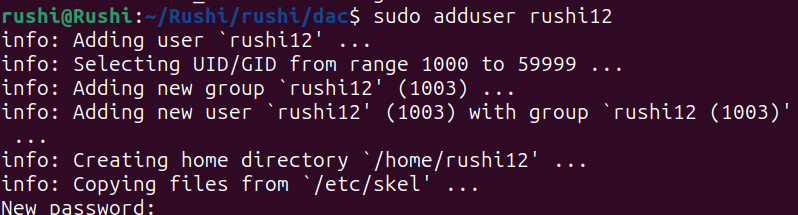 rushi@Rushi:~/Rushi/rushi/dac$ sudo adduser rushi12
info: Adding user `rushi12' ...
info: Selecting UID/GID from range 1000 to 59999 ...
info: Adding new group `rushi12' (1003) ...
info: Adding new user `rushi12' (1003) with group `rushi12 (1003)'
 ...
info: Creating home directory `/home/rushi12' ...
info: Copying files from `/etc/skel' ...
New password: